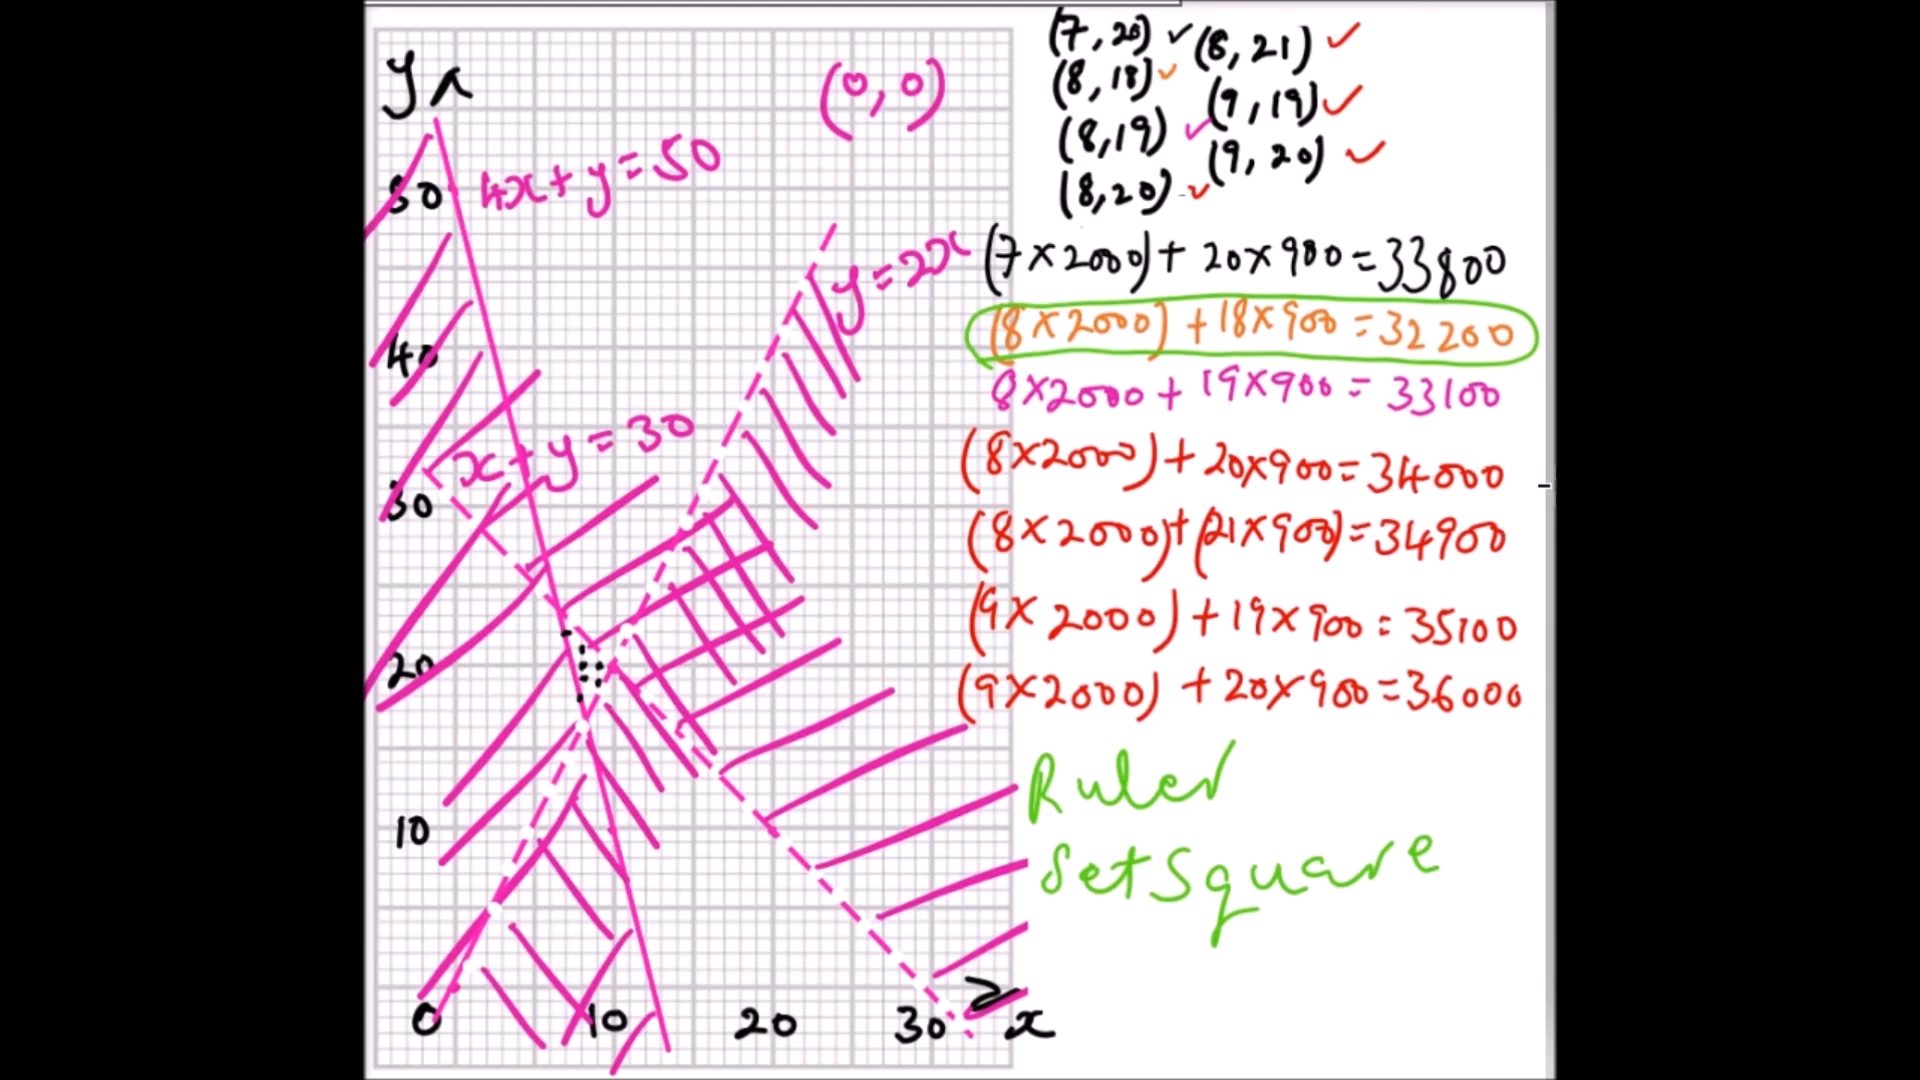 (7,20) ✓ (8,21) ✓
(8,18) ✓ (9,19) ✓
(8,19) ✓ (9,20) ✓
(8,20) ✓
(0,0)
y
50
4x+y=50
y=2x
40
x+y=30
30
20
10
0 10 20 30 x
(7×2000)+20×900=33800
(8×2000)+18×900=32200
8×2000+19×900=33100
(8×2000)+20×900=34000
(8×2000)+(21×900)=34900
(9×2000)+19×900=35100
(9×2000)+20×900=36000
Ruler
SetSquare